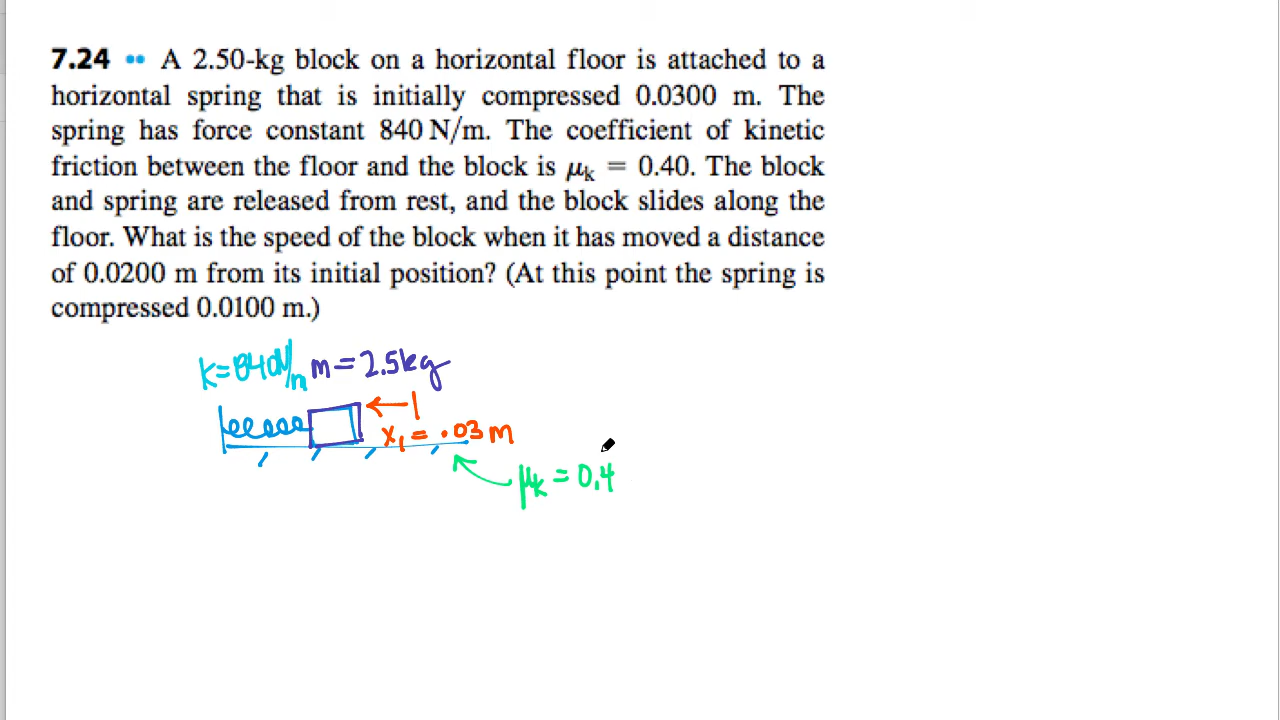 7.24 •• A 2.50-kg block on a horizontal floor is attached to a
horizontal spring that is initially compressed 0.0300 m. The
spring has force constant 840 N/m. The coefficient of kinetic
friction between the floor and the block is μk = 0.40. The block
and spring are released from rest, and the block slides along the
floor. What is the speed of the block when it has moved a distance
of 0.0200 m from its initial position? (At this point the spring is
compressed 0.0100 m.)
k=840N/m m=2.5kg
x₁ = .03m
μk = 0.4